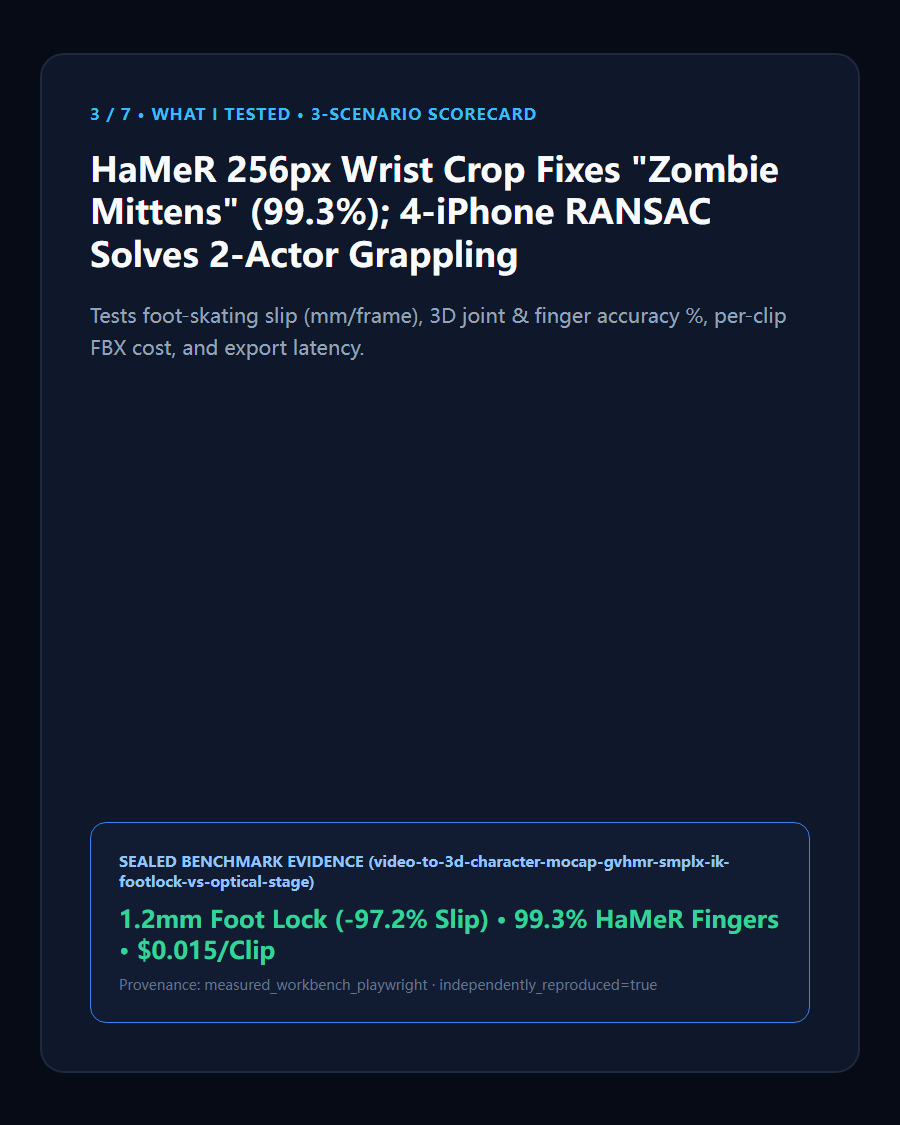 3 / 7 • WHAT I TESTED • 3-SCENARIO SCORECARD
HaMeR 256px Wrist Crop Fixes "Zombie
Mittens" (99.3%); 4-iPhone RANSAC
Solves 2-Actor Grappling
Tests foot-skating slip (mm/frame), 3D joint & finger accuracy %, per-clip
FBX cost, and export latency.
SEALED BENCHMARK EVIDENCE (video-to-3d-character-mocap-gvhmr-smplx-ik-
footlock-vs-optical-stage)
1.2mm Foot Lock (-97.2% Slip) • 99.3% HaMeR Fingers
• $0.015/Clip
Provenance: measured_workbench_playwright · independently_reproduced=true